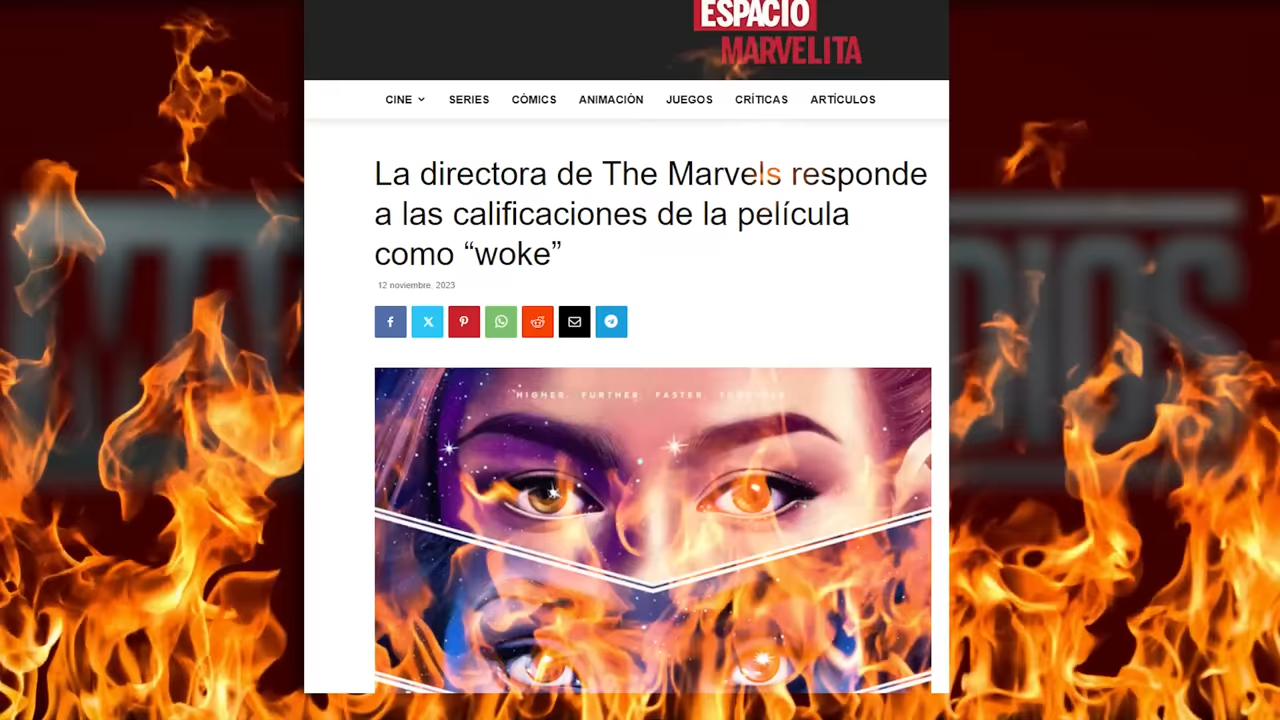 ESPACIO
MARVELITA
CINE SERIES CÓMICS ANIMACIÓN JUEGOS CRÍTICAS ARTÍCULOS
La directora de The Marvels responde
a las calificaciones de la película
como “woke”
12 noviembre, 2023
HIGHER. FURTHER. FASTER.